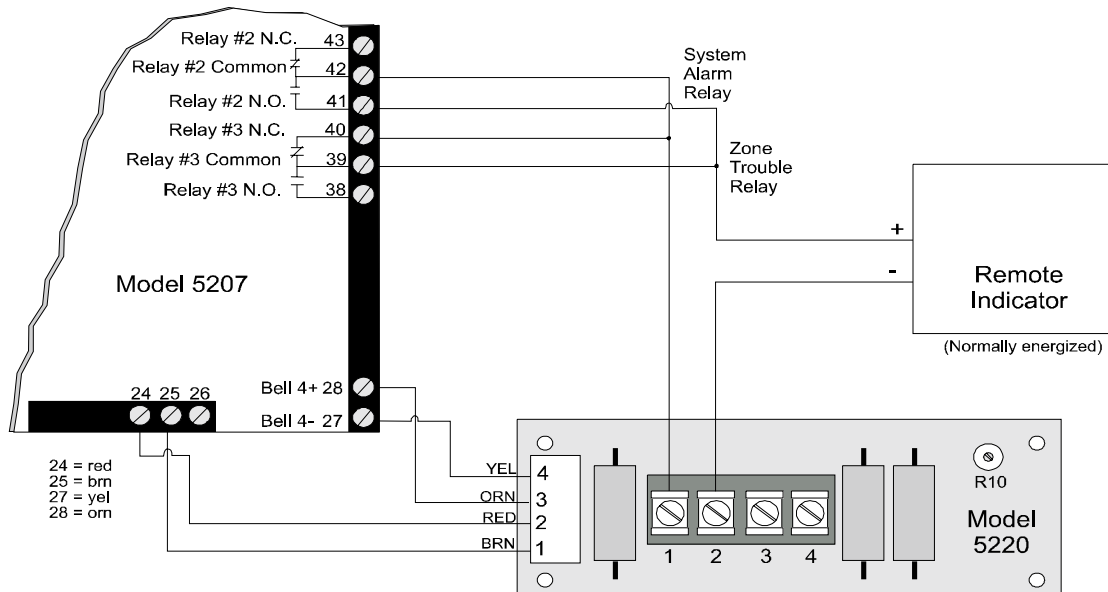 Relay #2 N.C. 43
Relay #2 Common 42
Relay #2 N.O. 41
Relay #3 N.C. 40
Relay #3 Common 39
Relay #3 N.O. 38
System
Alarm
Relay
Zone
Trouble
Relay
Model 5207
+
-
Remote
Indicator
(Normally energized)
24 25 26
Bell 4+ 28
Bell 4- 27
24 = red
25 = brn
27 = yel
28 = orn
YEL 4
ORN 3
RED 2
BRN 1
1 2 3 4
R10
Model
5220